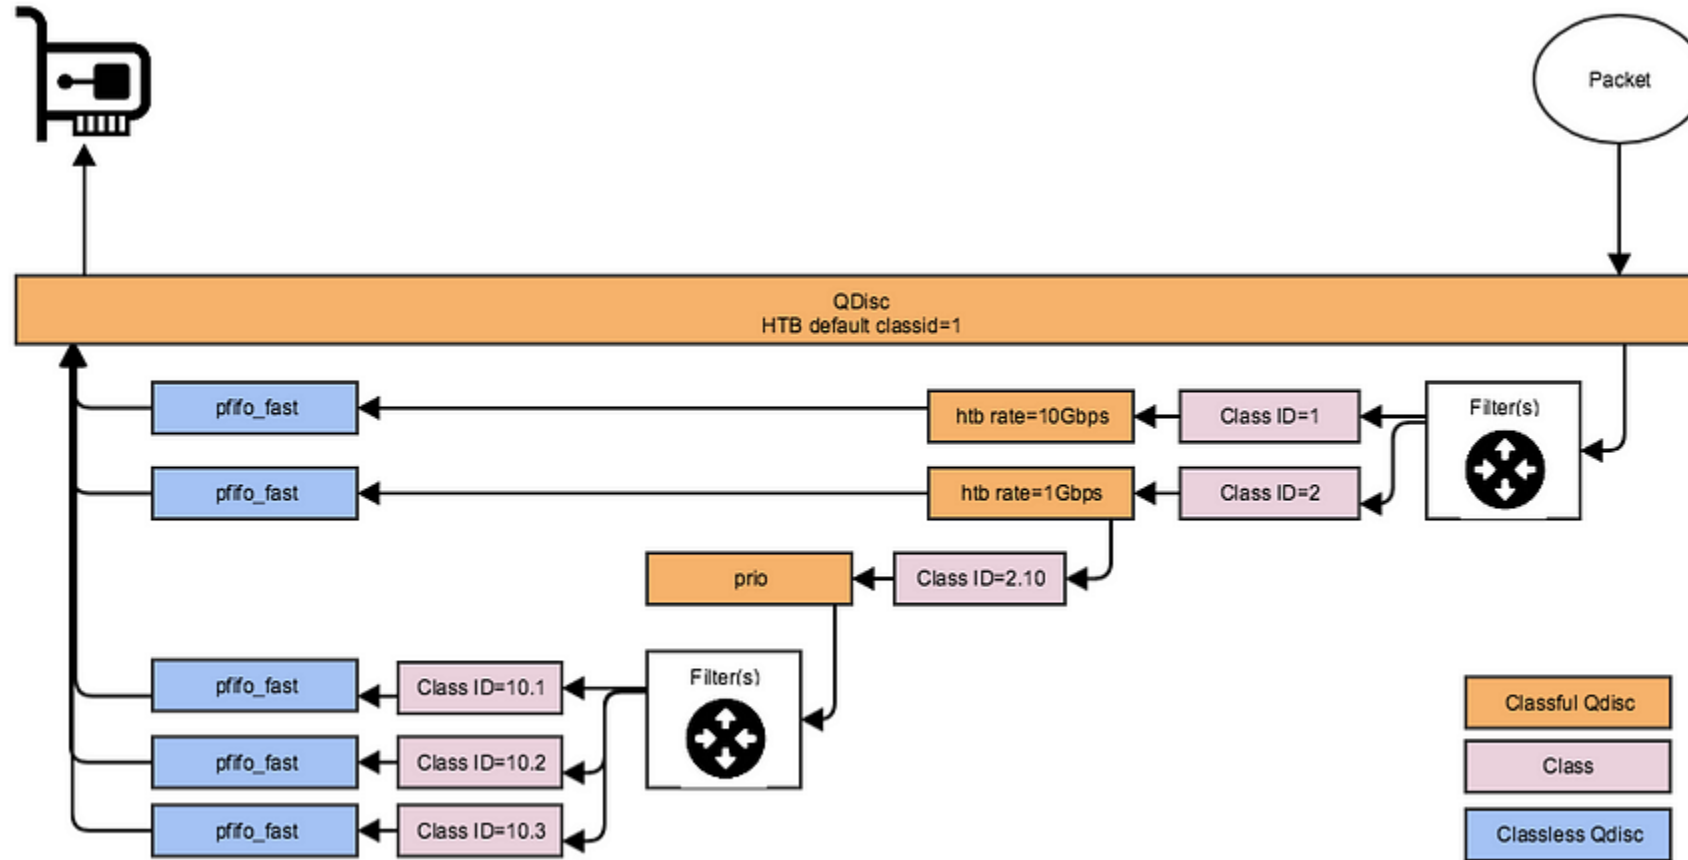 Packet
QDisc
HTB default classid=1
pfifo_fast
htb rate=10Gbps
Class ID=1
Filter(s)
pfifo_fast
htb rate=1Gbps
Class ID=2
prio
Class ID=2.10
pfifo_fast
Class ID=10.1
Filter(s)
pfifo_fast
Class ID=10.2
pfifo_fast
Class ID=10.3
Classful Qdisc
Class
Classless Qdisc